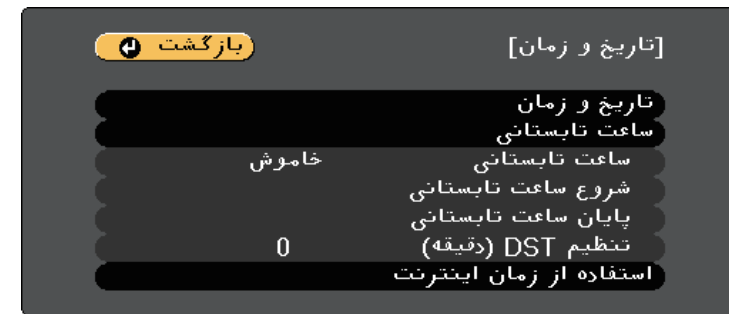 [تاریخ و زمان] بازگشت
تاریخ و زمان
ساعت تابستانی
ساعت تابستانی خاموش
شروع ساعت تابستانی
پایان ساعت تابستانی
تنظیم DST (دقیقه) 0
استفاده از زمان اینترنت